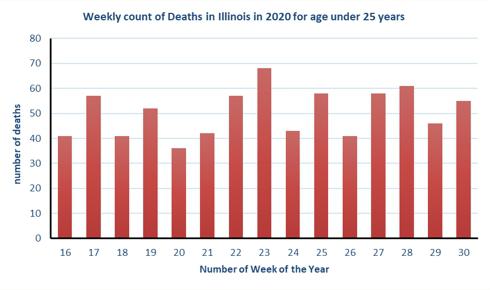 Weekly count of Deaths in Illinois in 2020 for age under 25 years
number of deaths
80
70
60
50
40
30
20
10
0
16 17 18 19 20 21 22 23 24 25 26 27 28 29 30
Number of Week of the Year